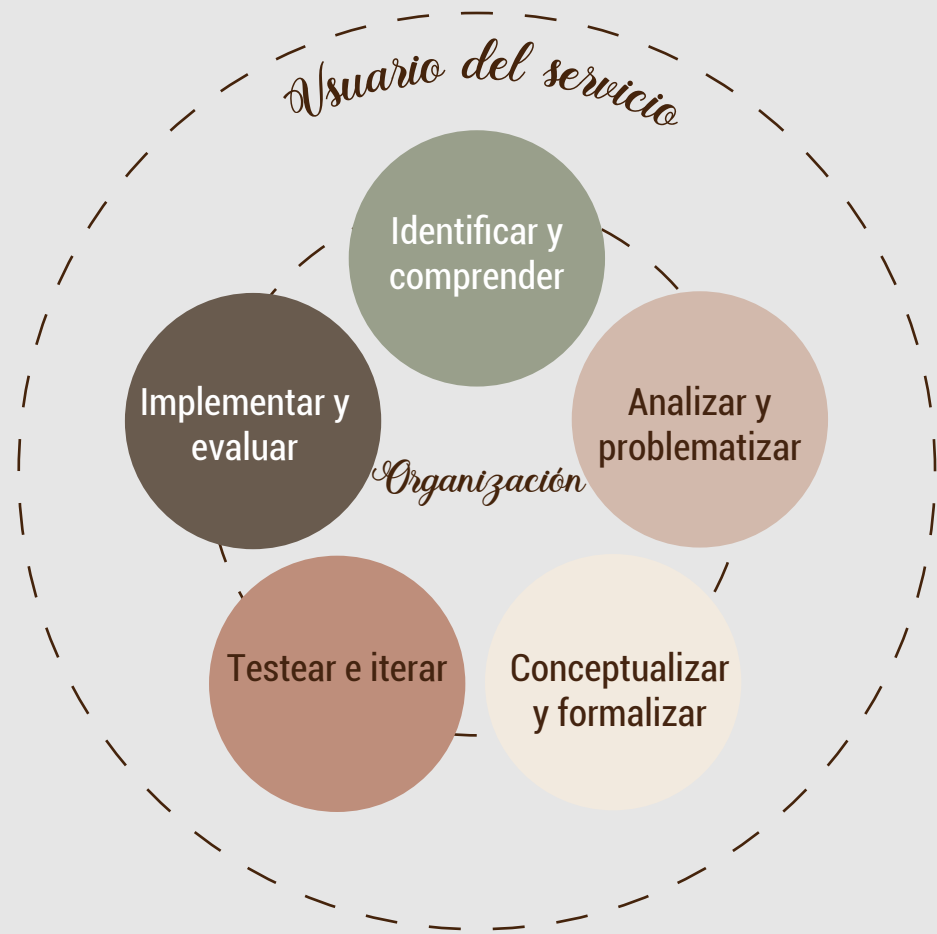 Usuario del servicio
Identificar y
comprender
Implementar y
evaluar
Analizar y
problematizar
Organización
Testear e iterar
Conceptualizar
y formalizar